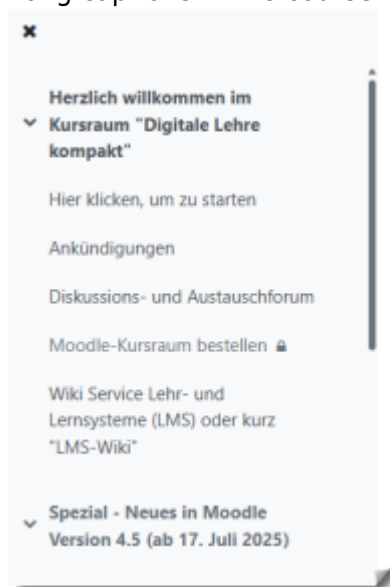 Herzlich willkommen im
Kursraum "Digitale Lehre
kompakt"
Hier klicken, um zu starten
Ankündigungen
Diskussions- und Austauschforum
Moodle-Kursraum bestellen
Wiki Service Lehr- und
Lernsysteme (LMS) oder kurz
"LMS-Wiki"
Spezial - Neues in Moodle
Version 4.5 (ab 17. Juli 2025)